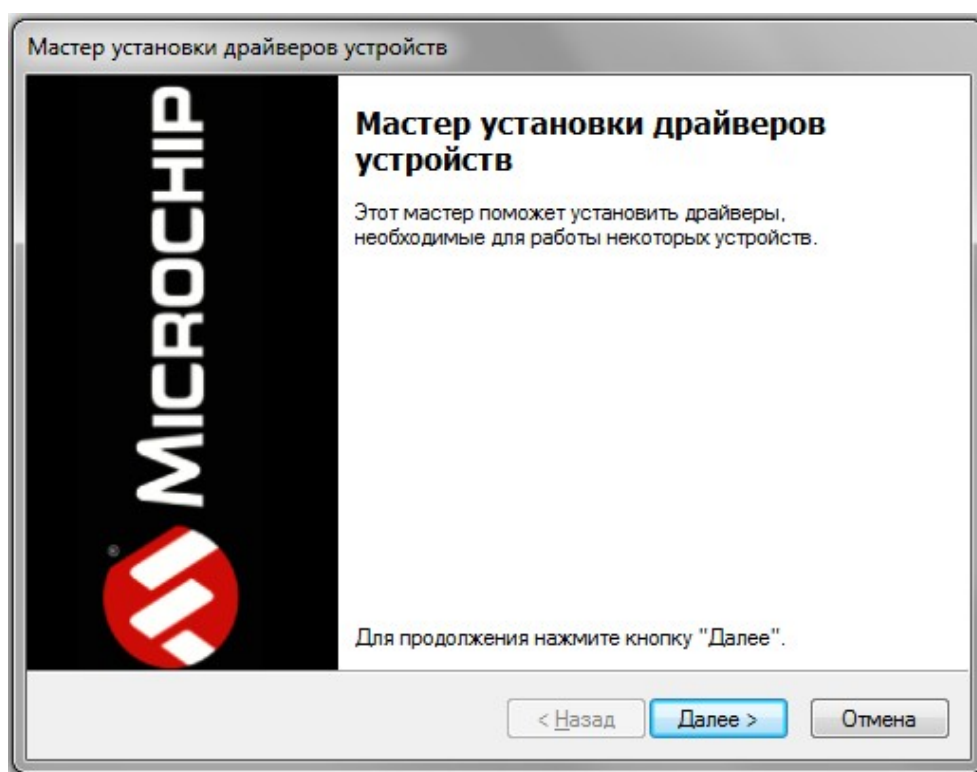 Мастер установки драйверов устройств
MICROCHIP
®
Мастер установки драйверов
устройств
Этот мастер поможет установить драйверы,
необходимые для работы некоторых устройств.
Для продолжения нажмите кнопку "Далее".
< Назад
Далее >
Отмена